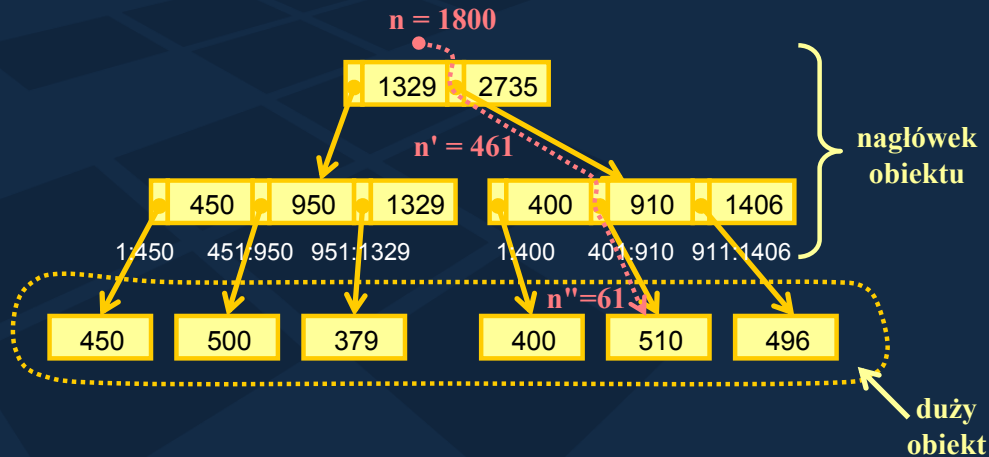 n = 1800
1329 2735
n' = 461
nagłówek
obiektu
450 950 1329 400 910 1406
1:450 451:950 951:1329 1:400 401:910 911:1406
n"=61
450 500 379 400 510 496
duży
obiekt